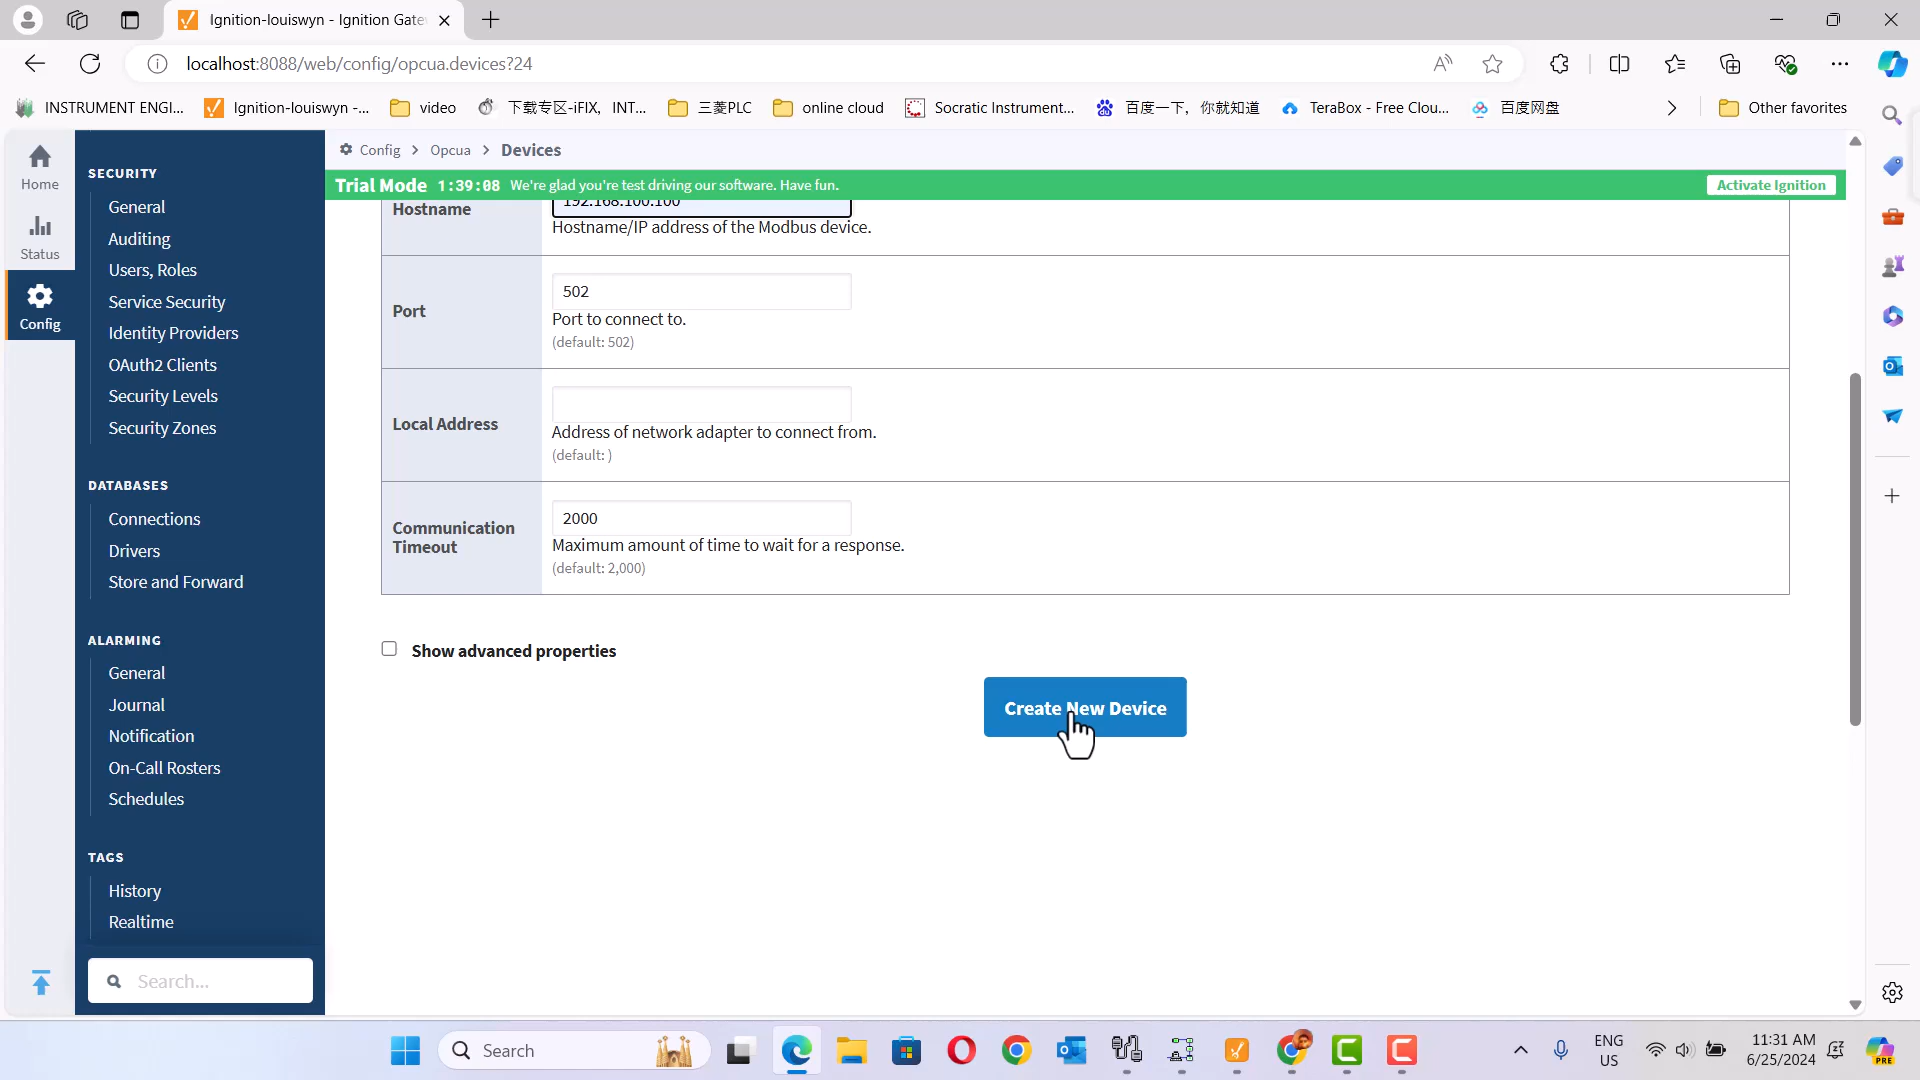 Ignition-louiswyn - Ignition Gate
localhost:8088/web/config/opcua.devices?24
INSTRUMENT ENGI...
Ignition-louiswyn -...
video
下载专区-iFIX, INT...
三菱PLC
online cloud
Socratic Instrument...
百度一下，你就知道
TeraBox - Free Clou...
百度网盘
Other favorites
Home
Status
Config
SECURITY
General
Auditing
Users, Roles
Service Security
Identity Providers
OAuth2 Clients
Security Levels
Security Zones
DATABASES
Connections
Drivers
Store and Forward
ALARMING
General
Journal
Notification
On-Call Rosters
Schedules
TAGS
History
Realtime
Search...
Config > Opcua > Devices
Trial Mode 1:39:08 We're glad you're test driving our software. Have fun.
Activate Ignition
Hostname
192.168.100.100
Hostname/IP address of the Modbus device.
Port
502
Port to connect to.
(default: 502)
Local Address
Address of network adapter to connect from.
(default: )
Communication
Timeout
2000
Maximum amount of time to wait for a response.
(default: 2,000)
Show advanced properties
Create New Device
Search
ENG
US
11:31 AM
6/25/2024
PRE